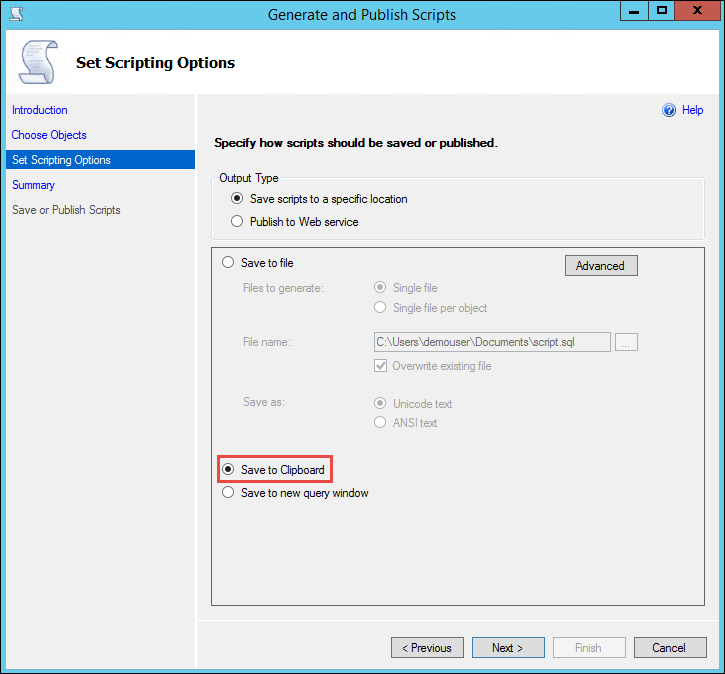 Generate and Publish Scripts
Set Scripting Options
Introduction
Choose Objects
Set Scripting Options
Summary
Save or Publish Scripts
Help
Specify how scripts should be saved or published.
Output Type
Save scripts to a specific location
Publish to Web service
Save to file
Advanced
Files to generate:
Single file
Single file per object
File name:
C:\Users\demouser\Documents\script.sql
...
Overwrite existing file
Save as:
Unicode text
ANSI text
Save to Clipboard
Save to new query window
< Previous
Next >
Finish
Cancel